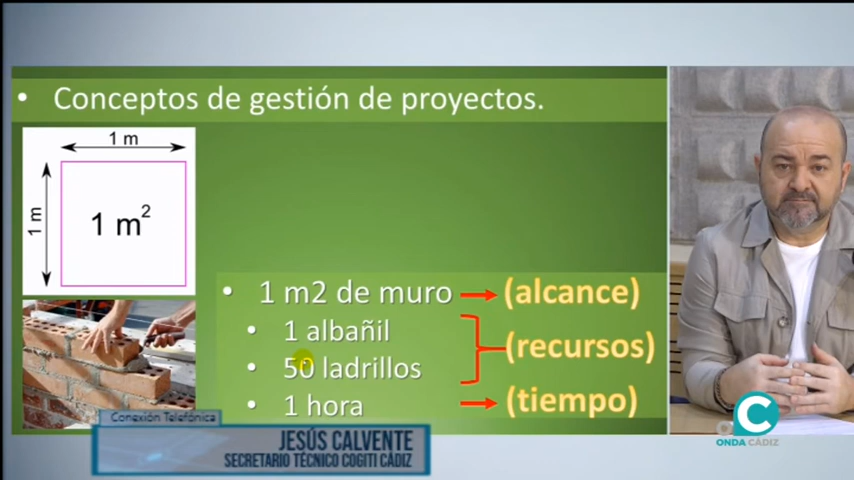 • Conceptos de gestión de proyectos.
1 m
1 m
1 m²
• 1 m2 de muro → (alcance)
• 1 albañil
(recursos)
• 50 ladrillos
• 1 hora → (tiempo)
Conexión Telefónica
JESÚS CALVENTE
SECRETARIO TÉCNICO COGITI CÁDIZ
C
ONDA CÁDIZ